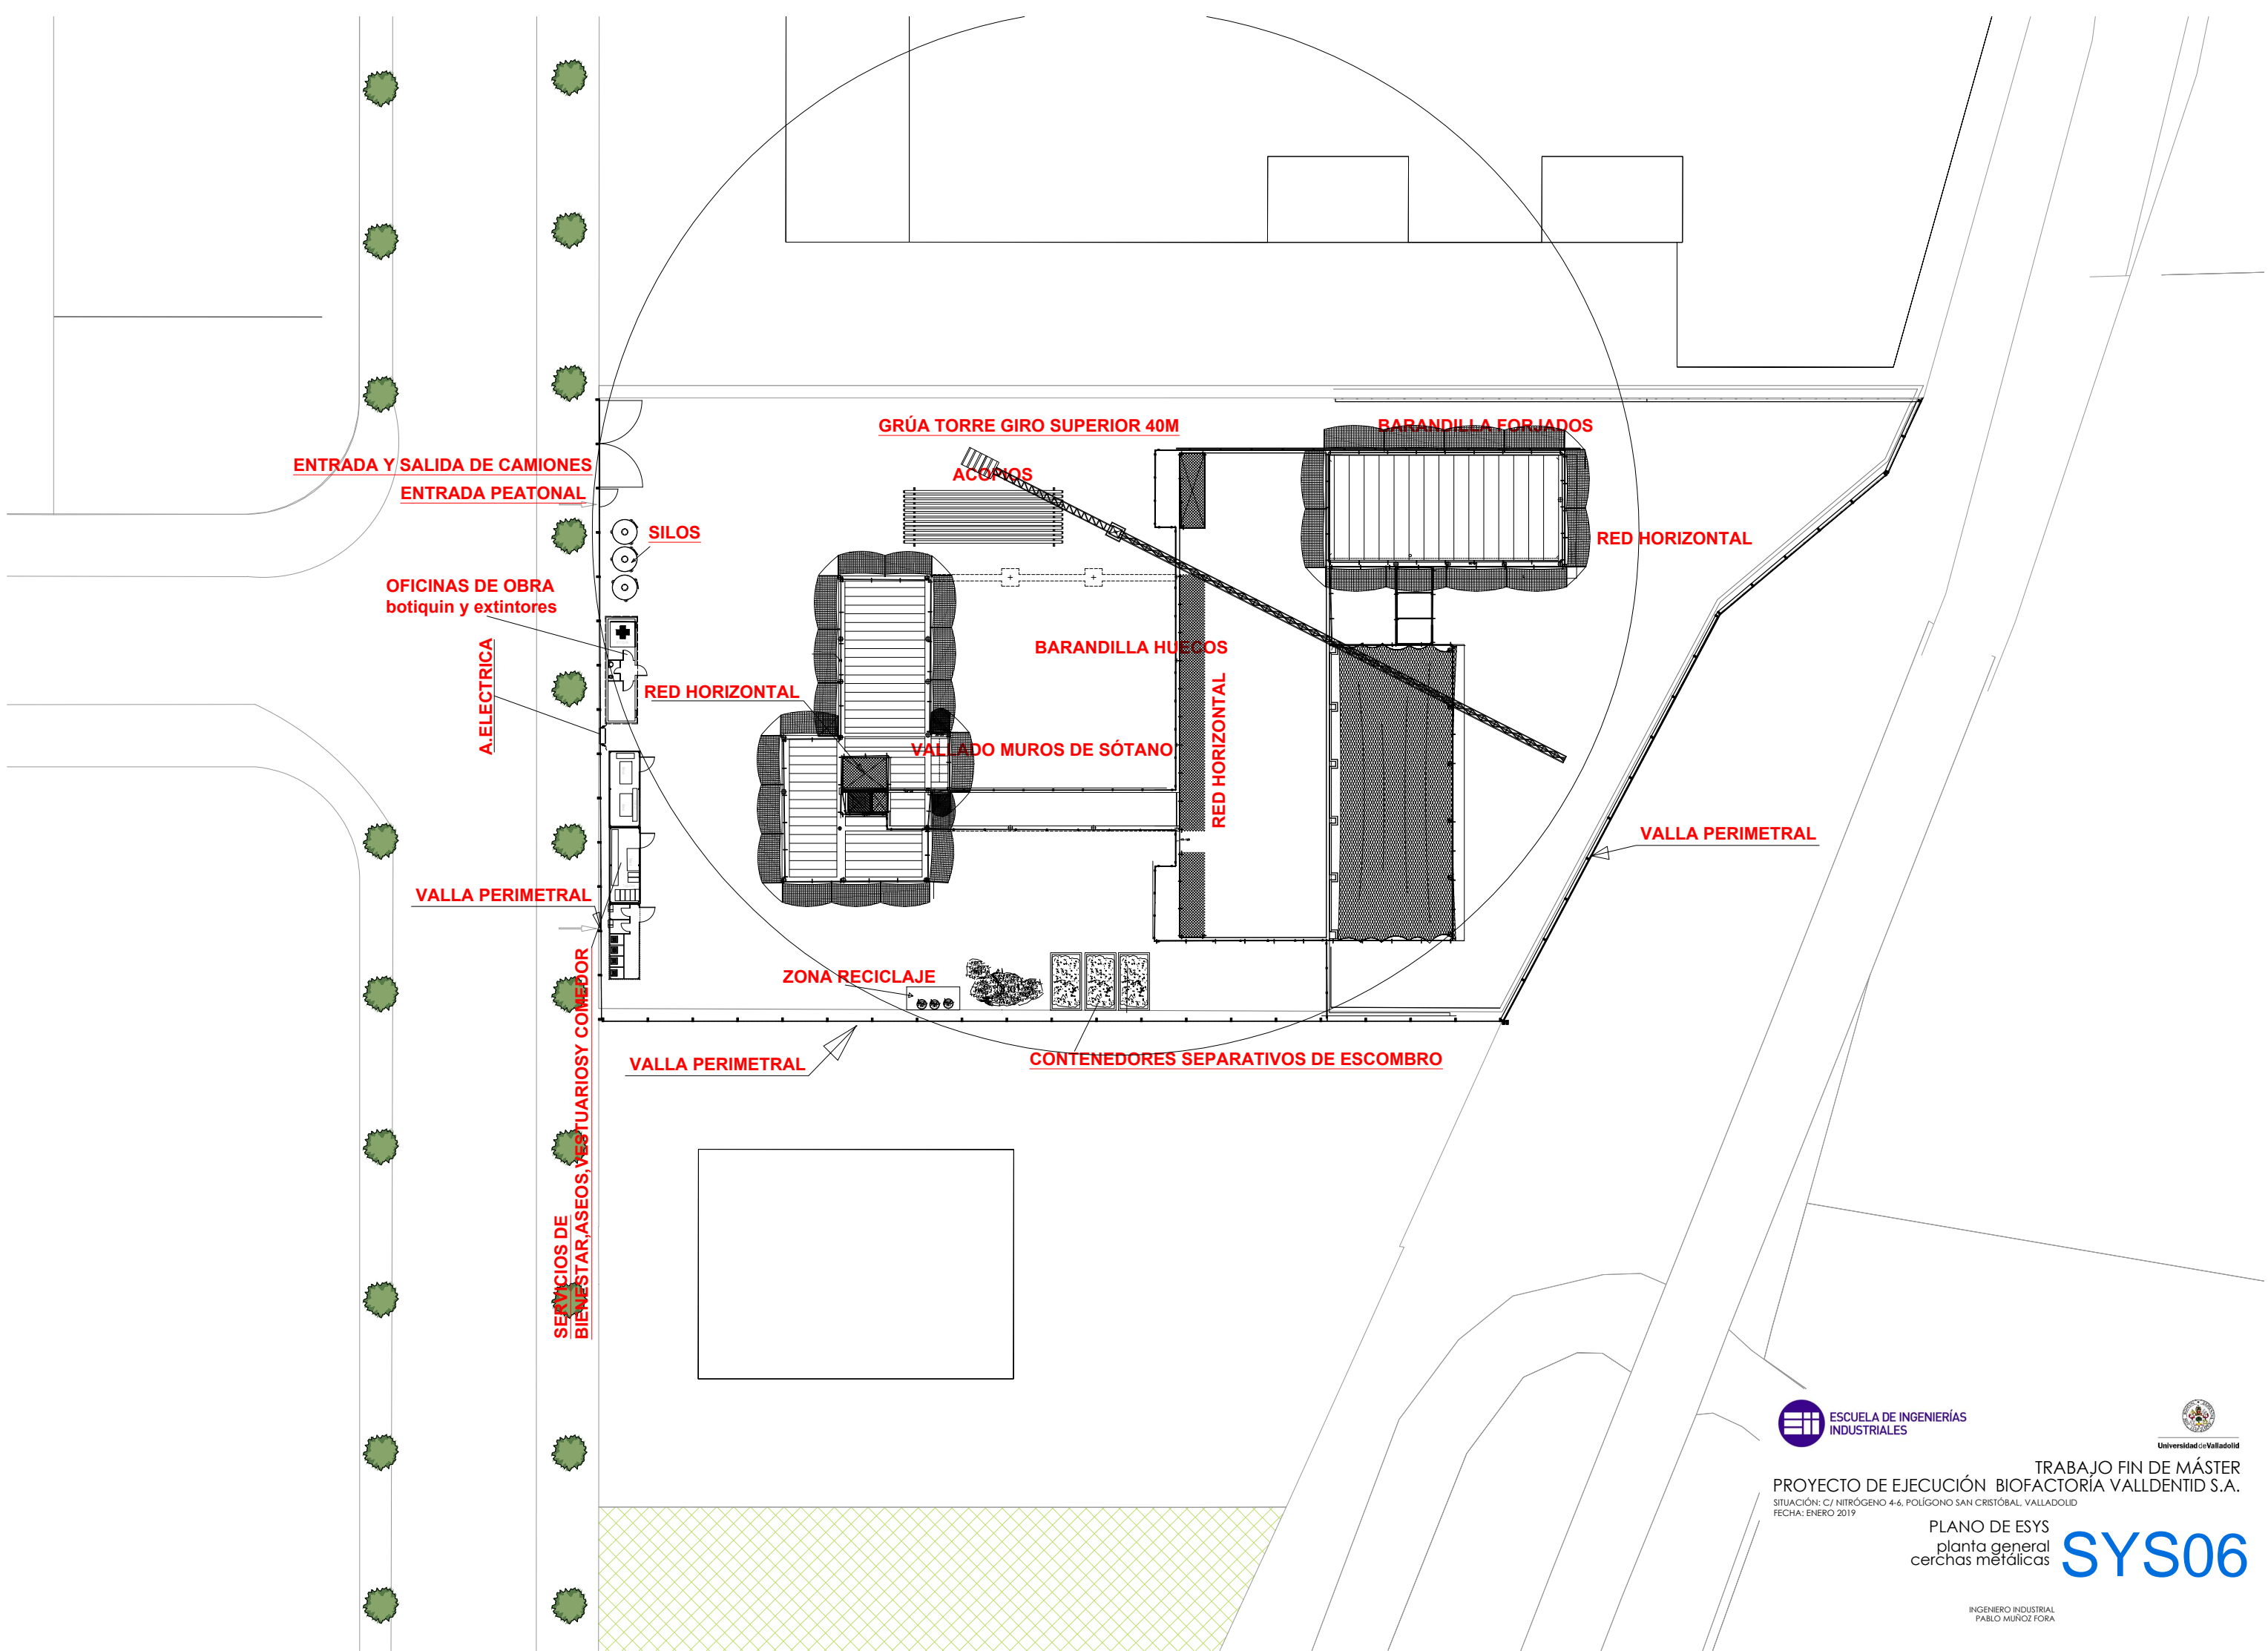 GRÚA TORRE GIRO SUPERIOR 40M
BARANDILLA FORJADOS
ENTRADA Y SALIDA DE CAMIONES
ACOPIOS
ENTRADA PEATONAL
SILOS
RED HORIZONTAL
OFICINAS DE OBRA
botiquin y extintores
A.ELECTRICA
BARANDILLA HUECOS
RED HORIZONTAL
RED HORIZONTAL
VALLADO MUROS DE SÓTANO
VALLA PERIMETRAL
VALLA PERIMETRAL
ZONA RECICLAJE
SERVICIOS DE
BIENESTAR,ASEOS,VESTUARIOSY COMEDOR
VALLA PERIMETRAL
CONTENEDORES SEPARATIVOS DE ESCOMBRO
ESCUELA DE INGENIERÍAS
INDUSTRIALES
Universidad de Valladolid
TRABAJO FIN DE MÁSTER
PROYECTO DE EJECUCIÓN BIOFACTORÍA VALLDENTID S.A.
SITUACIÓN: C/ NITRÓGENO 4-6, POLÍGONO SAN CRISTÓBAL. VALLADOLID
FECHA: ENERO 2019
PLANO DE ESYS
planta general
cerchas metálicas
SYS06
INGENIERO INDUSTRIAL
PABLO MUÑOZ FORA